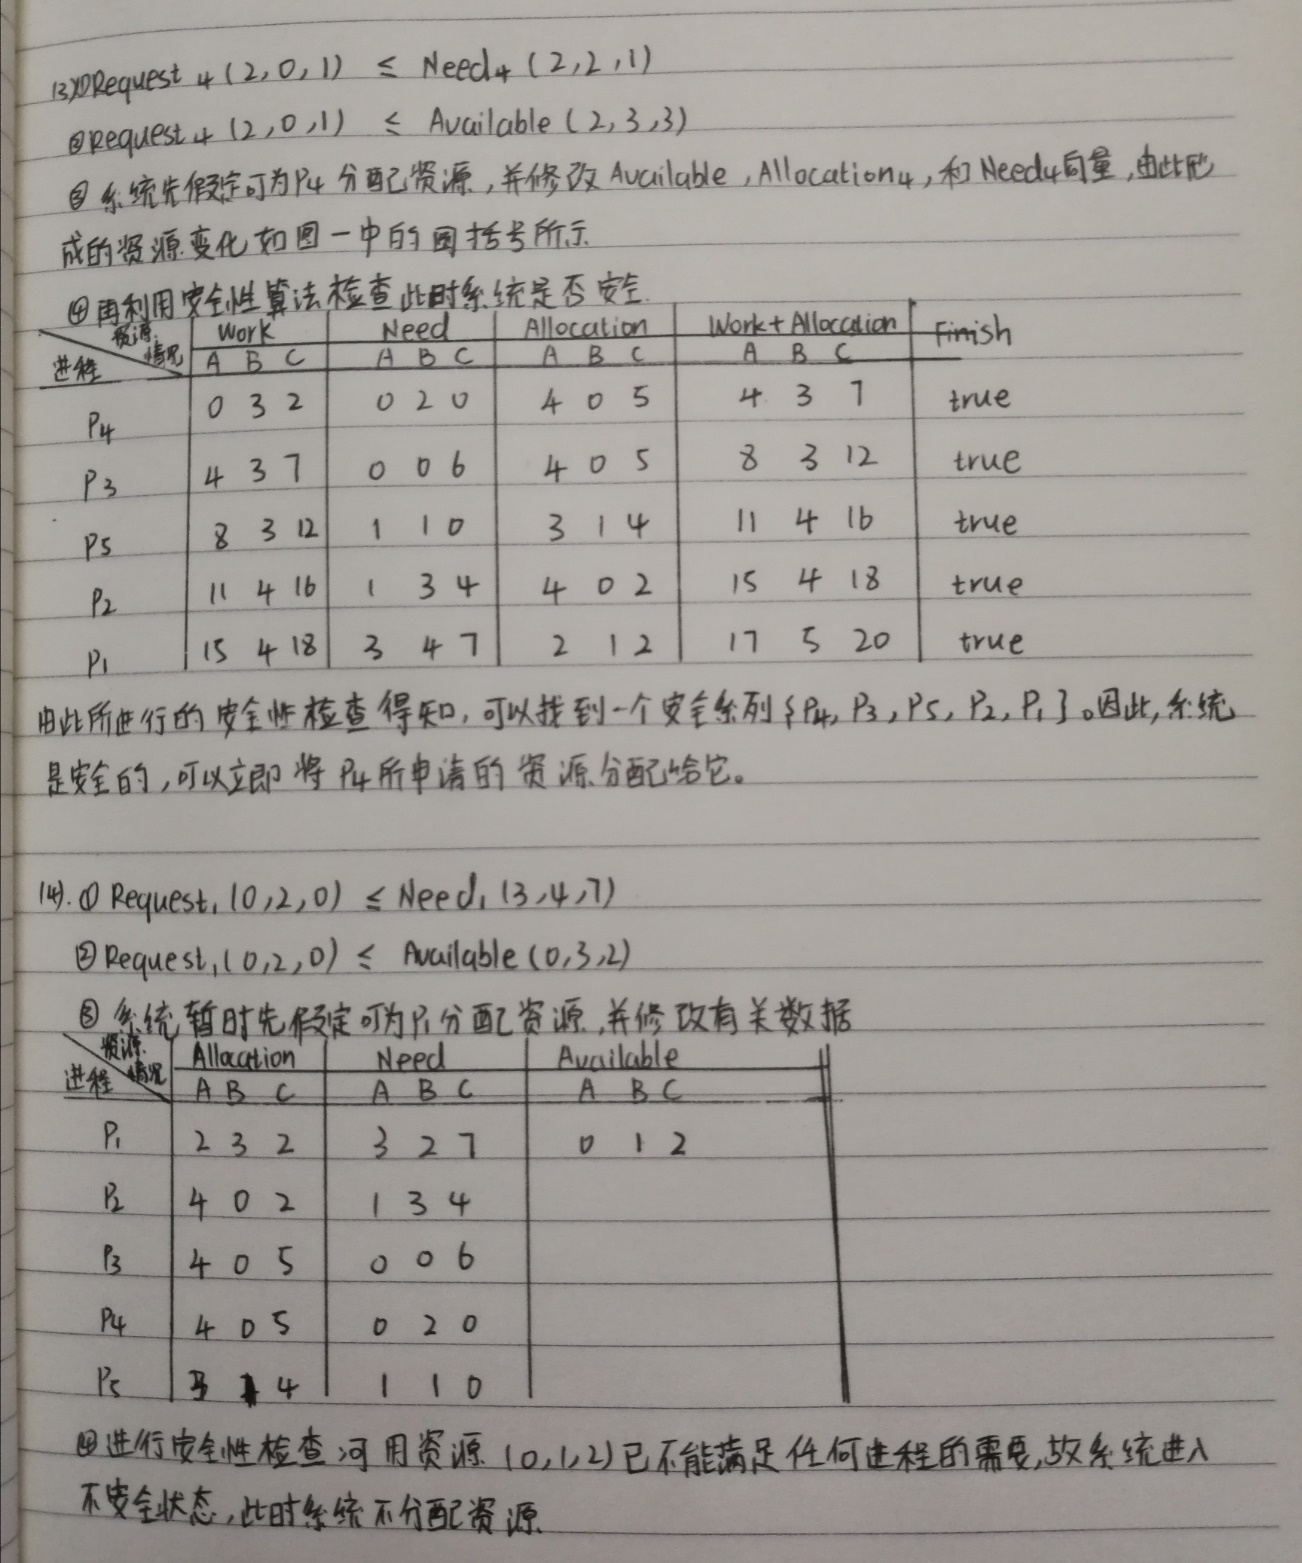 (3)①Request4(2,0,1) ≤ Need4(2,2,1)
②Request4(2,0,1) ≤ Available(2,3,3)
③系统先假定可为P4分配资源,并修改Available,Allocation4,和Need4向量,由此形
成的资源变化如图一中的圆括号所示
④再利用安全性算法检查此时系统是否安全.
资源情况 进程 Work Need Allocation Work+Allocation Finish
A B C A B C A B C A B C
P4 0 3 2 0 2 0 4 0 5 4 3 7 true
P3 4 3 7 0 0 6 4 0 5 8 3 12 true
P5 8 3 12 1 1 0 3 1 4 11 4 16 true
P2 11 4 16 1 3 4 4 0 2 15 4 18 true
P1 15 4 18 3 4 7 2 1 2 17 5 20 true
由此所进行的安全性检查得知,可以找到一个安全系列{P4,P3,P5,P2,P1}。因此,系统
是安全的,可以立即将P4所申请的资源分配给它。
(4).①Request1(0,2,0) ≤ Need1(3,4,7)
②Request1(0,2,0) ≤ Available(0,3,2)
③系统暂时先假定可为P1分配资源,并修改有关数据
资源情况 进程 Allocation Need Available
A B C A B C A B C
P1 2 3 2 3 2 7 0 1 2
P2 4 0 2 1 3 4
P3 4 0 5 0 0 6
P4 4 0 5 0 2 0
P5 3 1 4 1 1 0
④进行安全性检查:可用资源(0,1,2)已不能满足任何进程的需要,故系统进入
不安全状态,此时系统不分配资源.